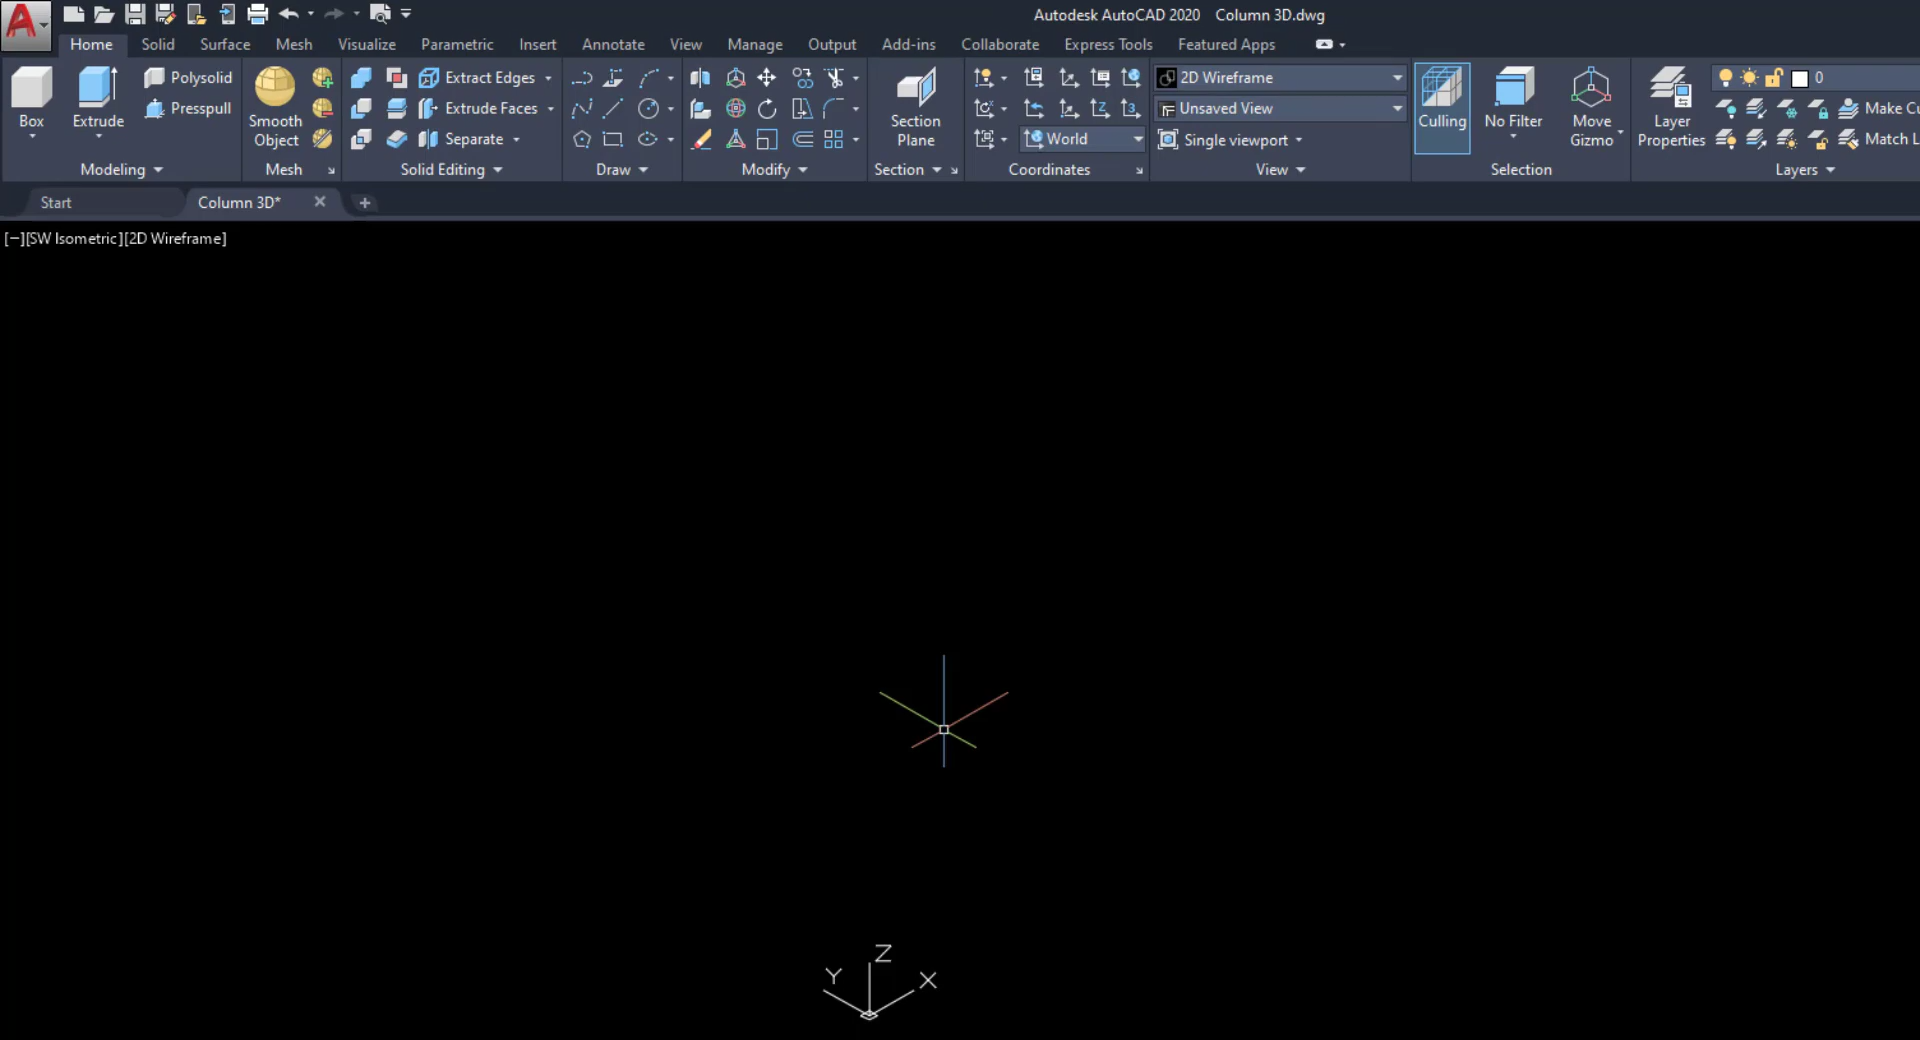 Autodesk AutoCAD 2020 Column 3D.dwg
Home Solid Surface Mesh Visualize Parametric Insert Annotate View Manage Output Add-ins Collaborate Express Tools Featured Apps
Box
Extrude
Polysolid
Presspull
Modeling
Smooth
Object
Mesh
Extract Edges
Extrude Faces
Separate
Solid Editing
Draw
Modify
Section
Plane
Section
World
Coordinates
2D Wireframe
Unsaved View
Single viewport
View
Culling
No Filter
Move
Gizmo
Selection
Layer
Properties
0
Make Cu
Match L
Layers
Start
Column 3D*
[−][SW Isometric][2D Wireframe]
Z
Y
X